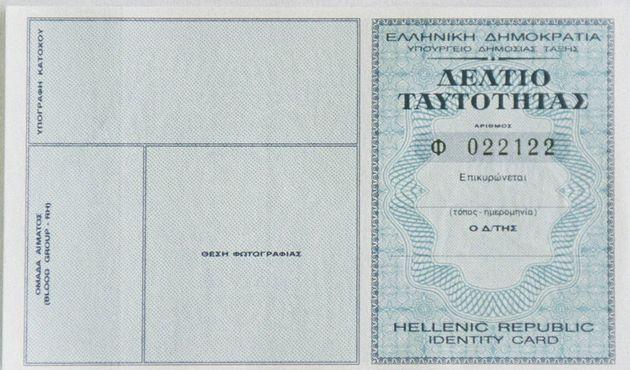 ΥΠΟΓΡΑΦΗ ΚΑΤΟΧΟΥ
ΟΜΑΔΑ ΑΙΜΑΤΟΣ
(BLOOD GROUP - RH)
ΘΕΣΗ ΦΩΤΟΓΡΑΦΙΑΣ
ΕΛΛΗΝΙΚΗ ΔΗΜΟΚΡΑΤΙΑ
ΥΠΟΥΡΓΕΙΟ ΔΗΜΟΣΙΑΣ ΤΑΞΗΣ
ΔΕΛΤΙΟ
ΤΑΥΤΟΤΗΤΑΣ
ΑΡΙΘΜΟΣ
Φ 022122
Επικυρώνεται
(τόπος - ημερομηνία)
Ο Δ/ΤΗΣ
HELLENIC REPUBLIC
IDENTITY CARD